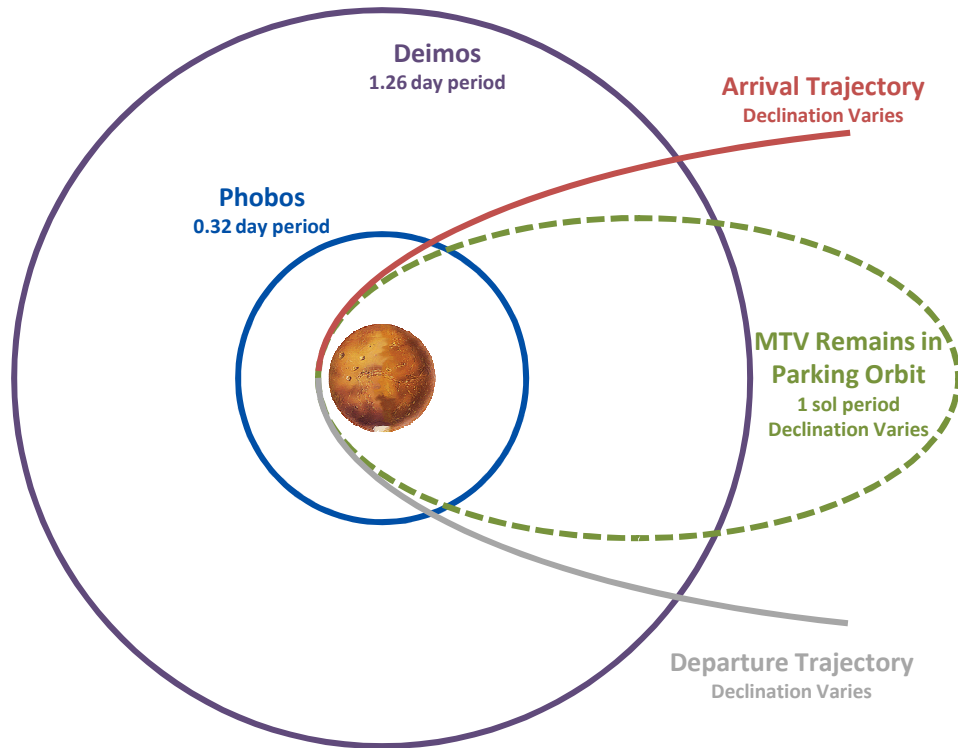 Deimos
1.26 day period
Arrival Trajectory
Declination Varies
Phobos
0.32 day period
MTV Remains in
Parking Orbit
1 sol period
Declination Varies
Departure Trajectory
Declination Varies